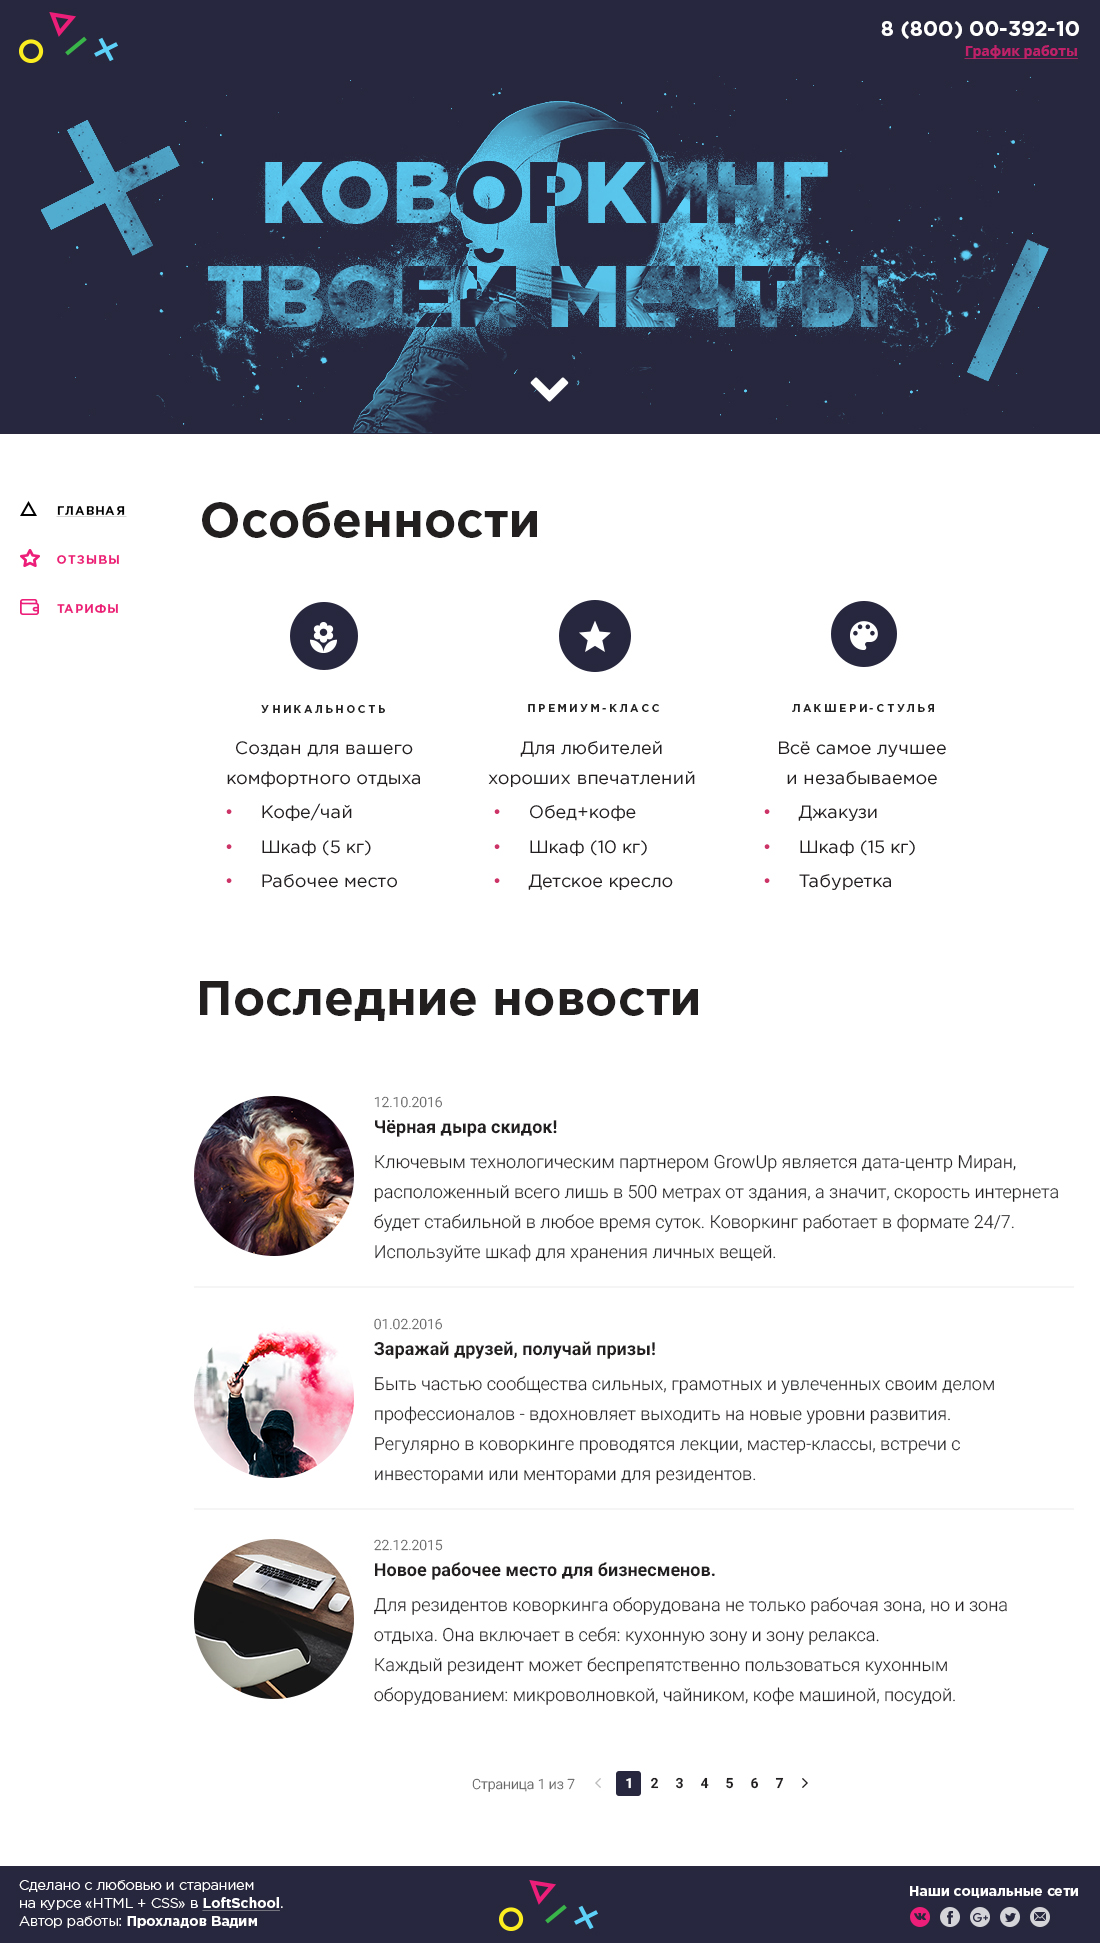 8 (800) 00-392-10
График работы
КОВОРКИНГ
ТВОЕЙ МЕЧТЫ
ГЛАВНАЯ
ОТЗЫВЫ
ТАРИФЫ
Особенности
УНИКАЛЬНОСТЬ
Создан для вашего
комфортного отдыха
• Кофе/чай
• Шкаф (5 кг)
• Рабочее место
ПРЕМИУМ-КЛАСС
Для любителей
хороших впечатлений
• Обед+кофе
• Шкаф (10 кг)
• Детское кресло
ЛАКШЕРИ-СТУЛЬЯ
Всё самое лучшее
и незабываемое
• Джакузи
• Шкаф (15 кг)
• Табуретка
Последние новости
12.10.2016
Чёрная дыра скидок!
Ключевым технологическим партнером GrowUp является дата-центр Миран,
расположенный всего лишь в 500 метрах от здания, а значит, скорость интернета
будет стабильной в любое время суток. Коворкинг работает в формате 24/7.
Используйте шкаф для хранения личных вещей.
01.02.2016
Заражай друзей, получай призы!
Быть частью сообщества сильных, грамотных и увлеченных своим делом
профессионалов - вдохновляет выходить на новые уровни развития.
Регулярно в коворкинге проводятся лекции, мастер-классы, встречи с
инвесторами или менторами для резидентов.
22.12.2015
Новое рабочее место для бизнесменов.
Для резидентов коворкинга оборудована не только рабочая зона, но и зона
отдыха. Она включает в себя: кухонную зону и зону релакса.
Каждый резидент может беспрепятственно пользоваться кухонным
оборудованием: микроволновкой, чайником, кофе машиной, посудой.
Страница 1 из 7 1 2 3 4 5 6 7
Сделано с любовью и старанием
на курсе «HTML + CSS» в LoftSchool.
Автор работы: Прохладов Вадим
Наши социальные сети